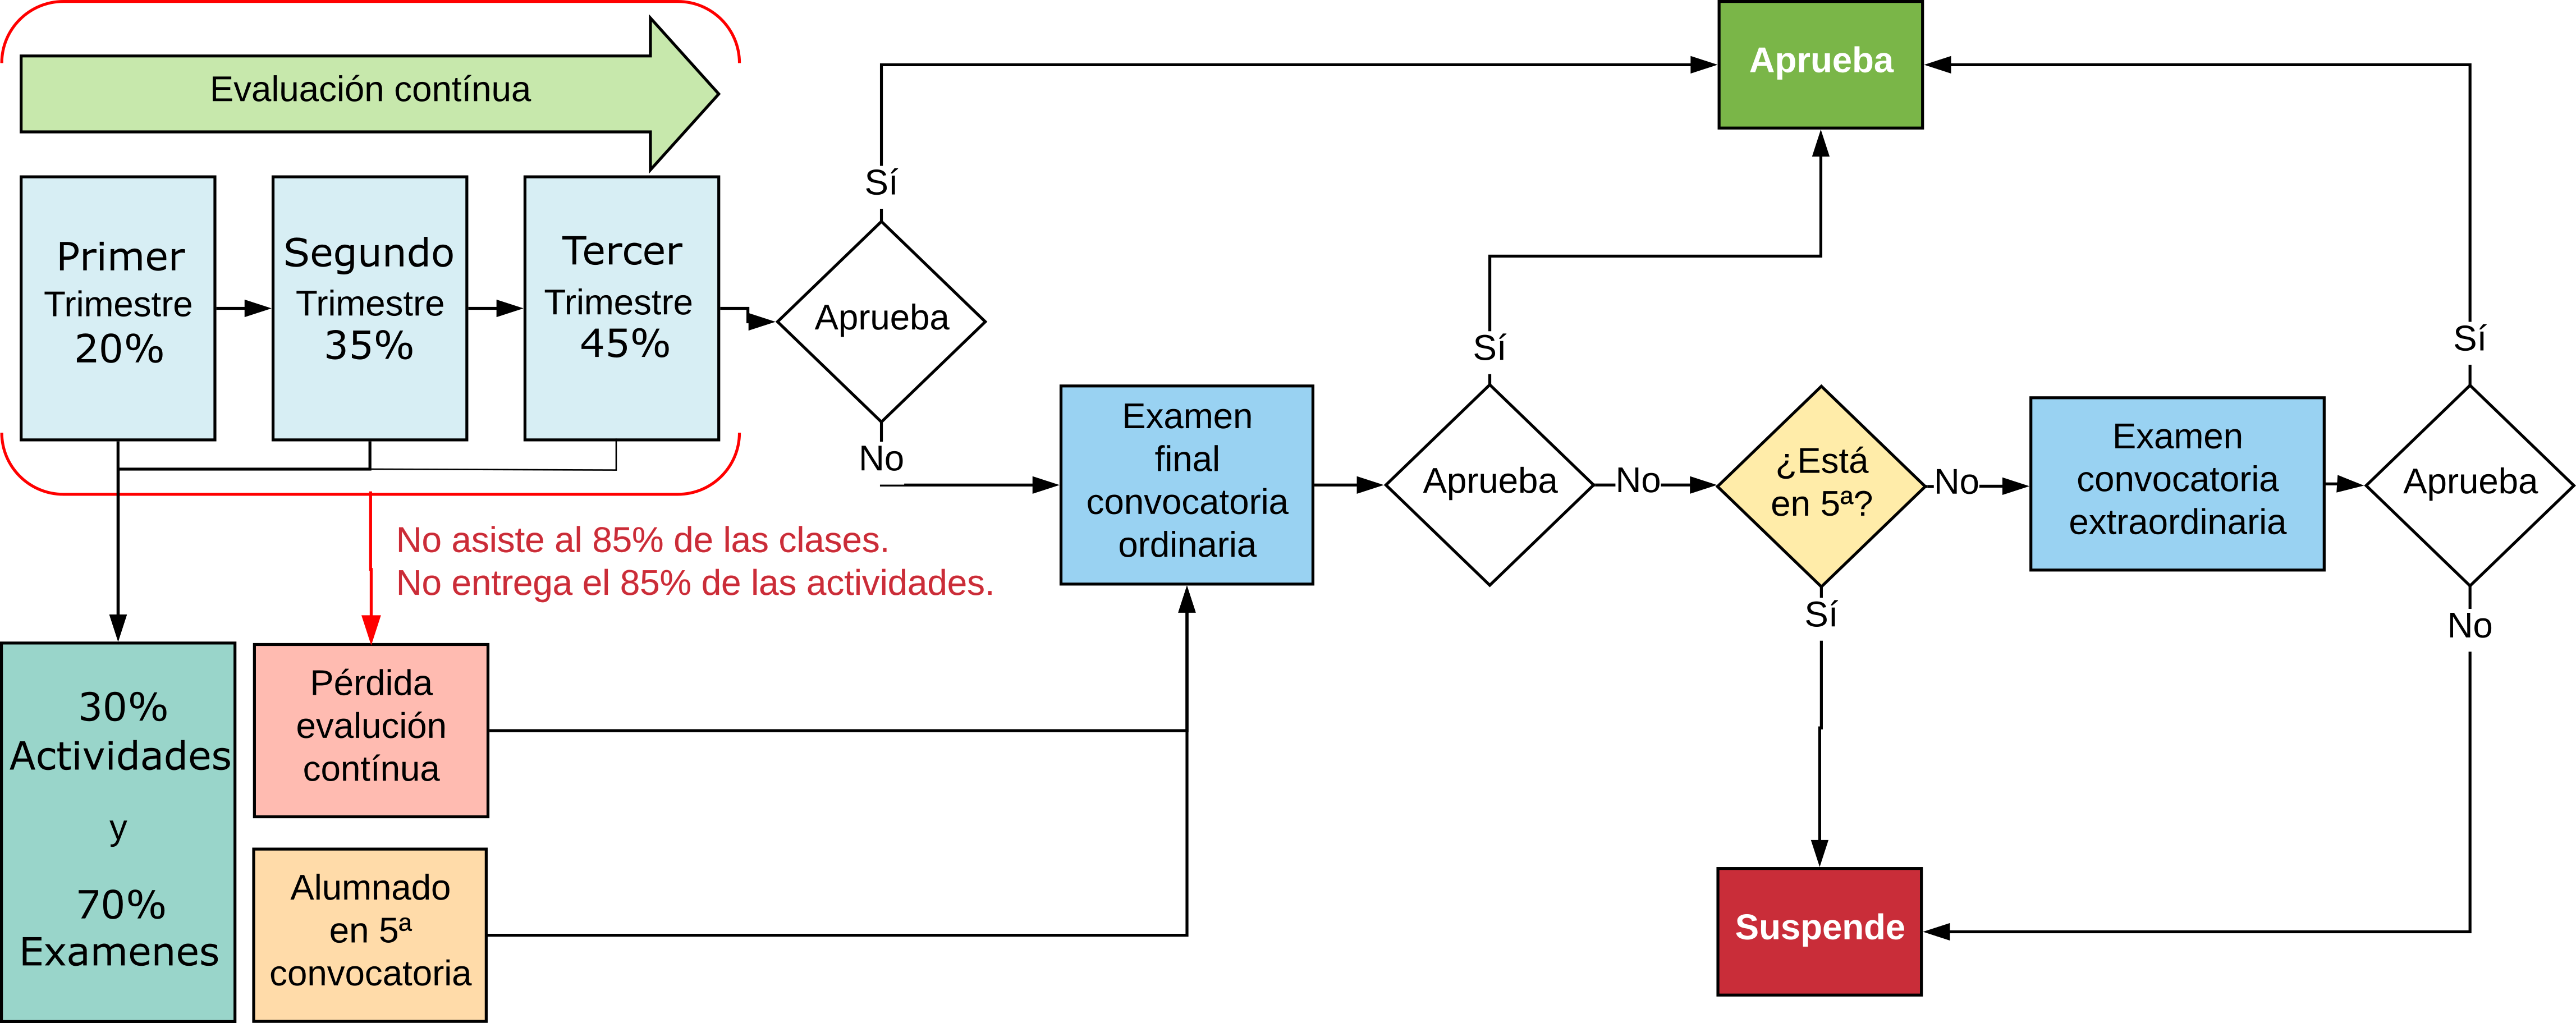 Evaluación contínua
Primer
Trimestre
20%
Segundo
Trimestre
35%
Tercer
Trimestre
45%
Aprueba
Sí
No
Aprueba
Examen
final
convocatoria
ordinaria
Aprueba
Sí
No
¿Está
en 5ª?
No
Sí
Examen
convocatoria
extraordinaria
Aprueba
Sí
No
No asiste al 85% de las clases.
No entrega el 85% de las actividades.
30%
Actividades
y
70%
Examenes
Pérdida
evalución
contínua
Alumnado
en 5ª
convocatoria
Suspende